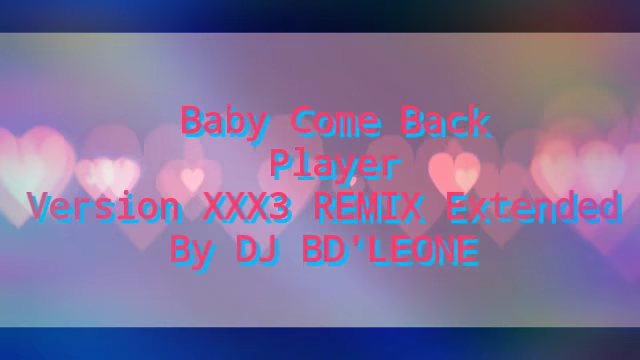 Baby Come Back
Player
Version XXX3 REMIX Extended
By DJ BD'LEONE